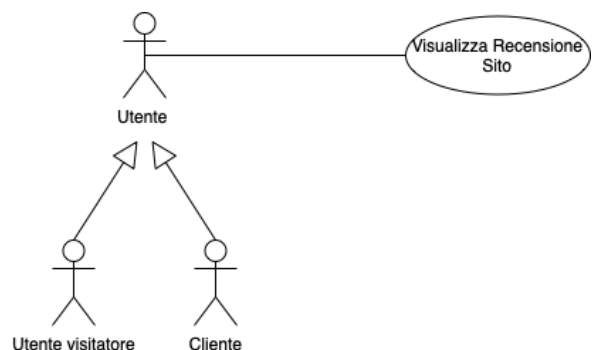 Visualizza Recensione
Sito
Utente
Utente visitatore
Cliente